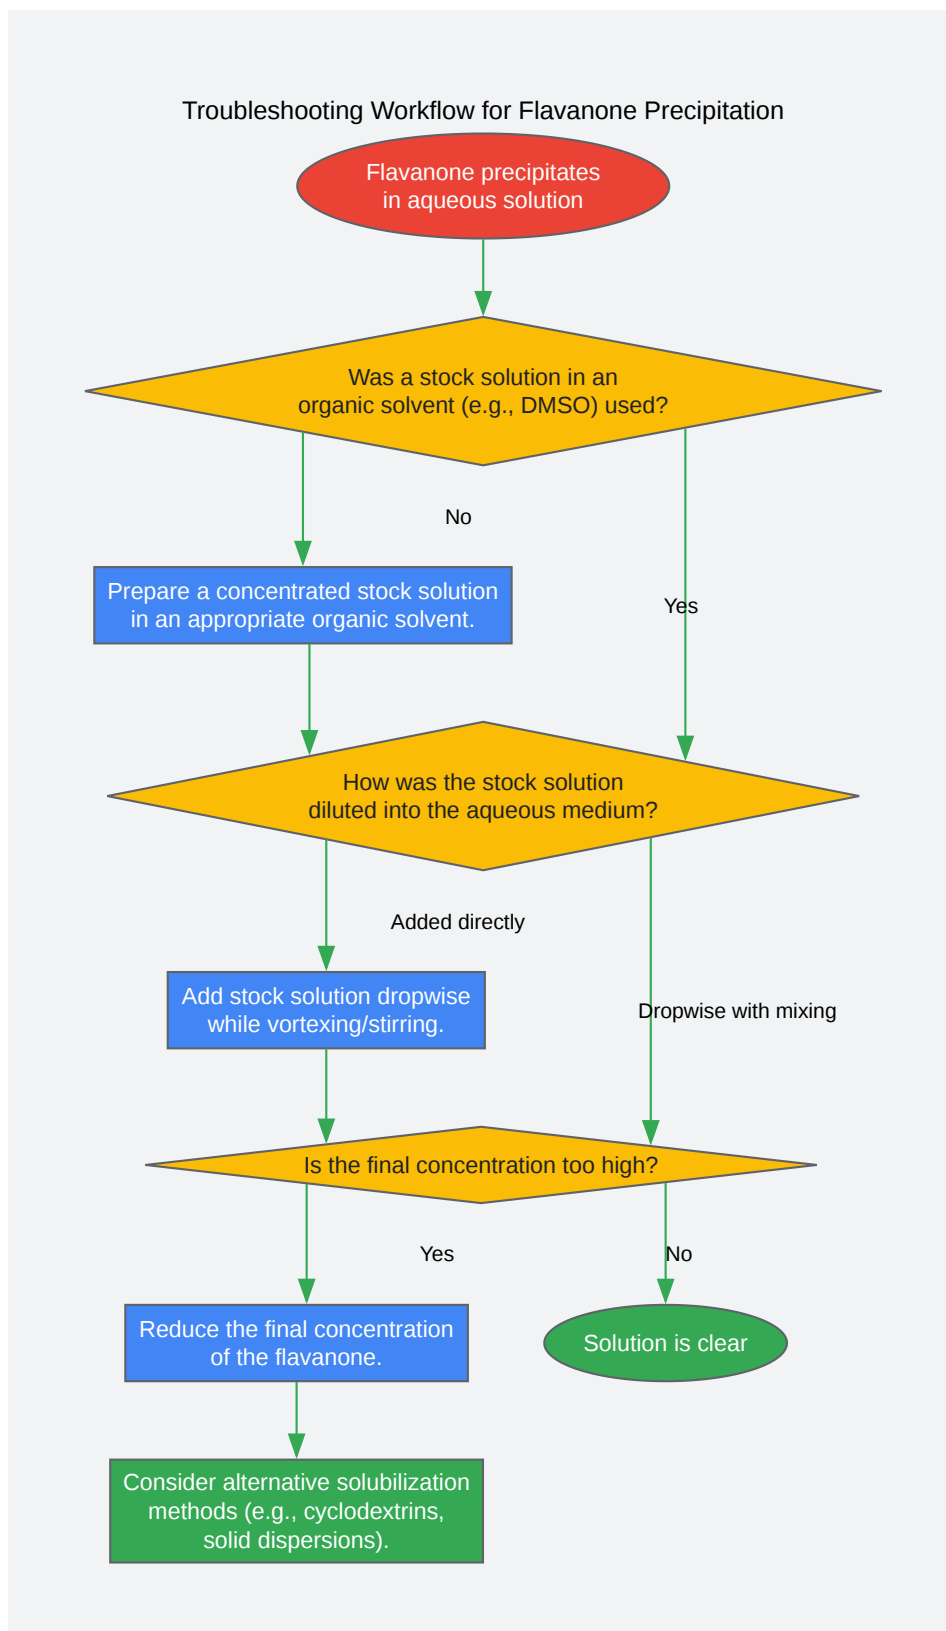 Troubleshooting Workflow for Flavanone Precipitation
Flavanone precipitates
in aqueous solution
Was a stock solution in an
organic solvent (e.g., DMSO) used?
No
Prepare a concentrated stock solution
in an appropriate organic solvent.
Yes
How was the stock solution
diluted into the aqueous medium?
Added directly
Add stock solution dropwise
while vortexing/stirring.
Dropwise with mixing
Is the final concentration too high?
Yes
No
Reduce the final concentration
of the flavanone.
Solution is clear
Consider alternative solubilization
methods (e.g., cyclodextrins,
solid dispersions).